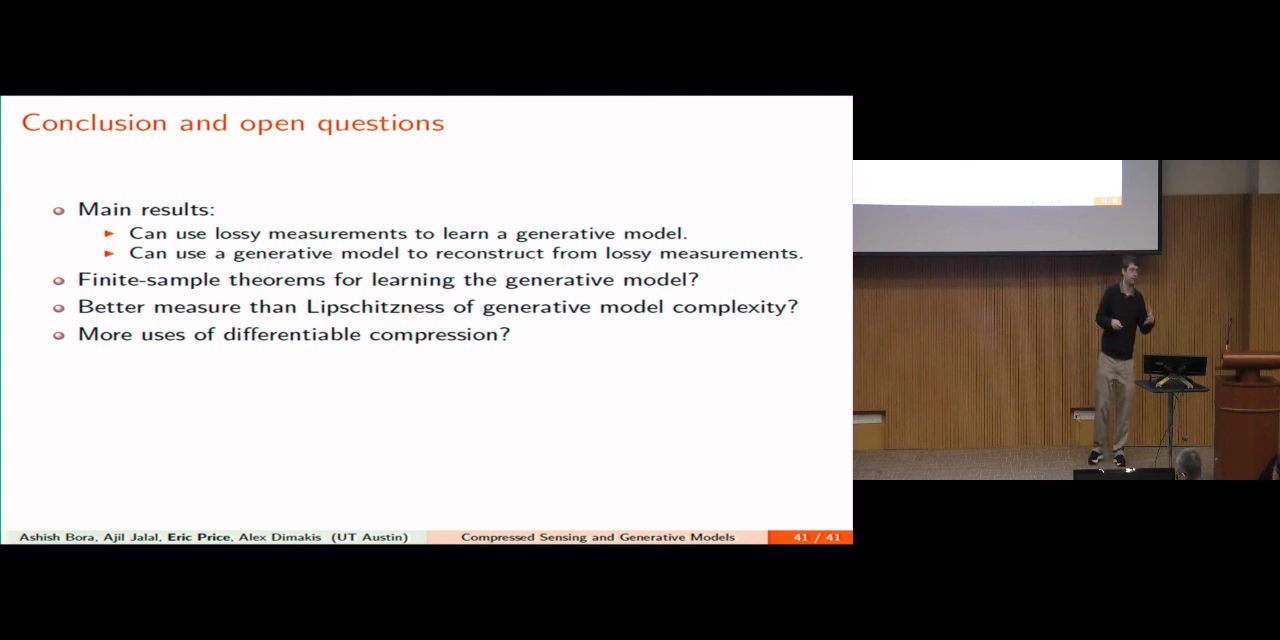 Conclusion and open questions
Main results:
Can use lossy measurements to learn a generative model.
Can use a generative model to reconstruct from lossy measurements.
Finite-sample theorems for learning the generative model?
Better measure than Lipschitzness of generative model complexity?
More uses of differentiable compression?
Ashish Bora, Ajil Jalal, Eric Price, Alex Dimakis (UT Austin) Compressed Sensing and Generative Models 41 / 41